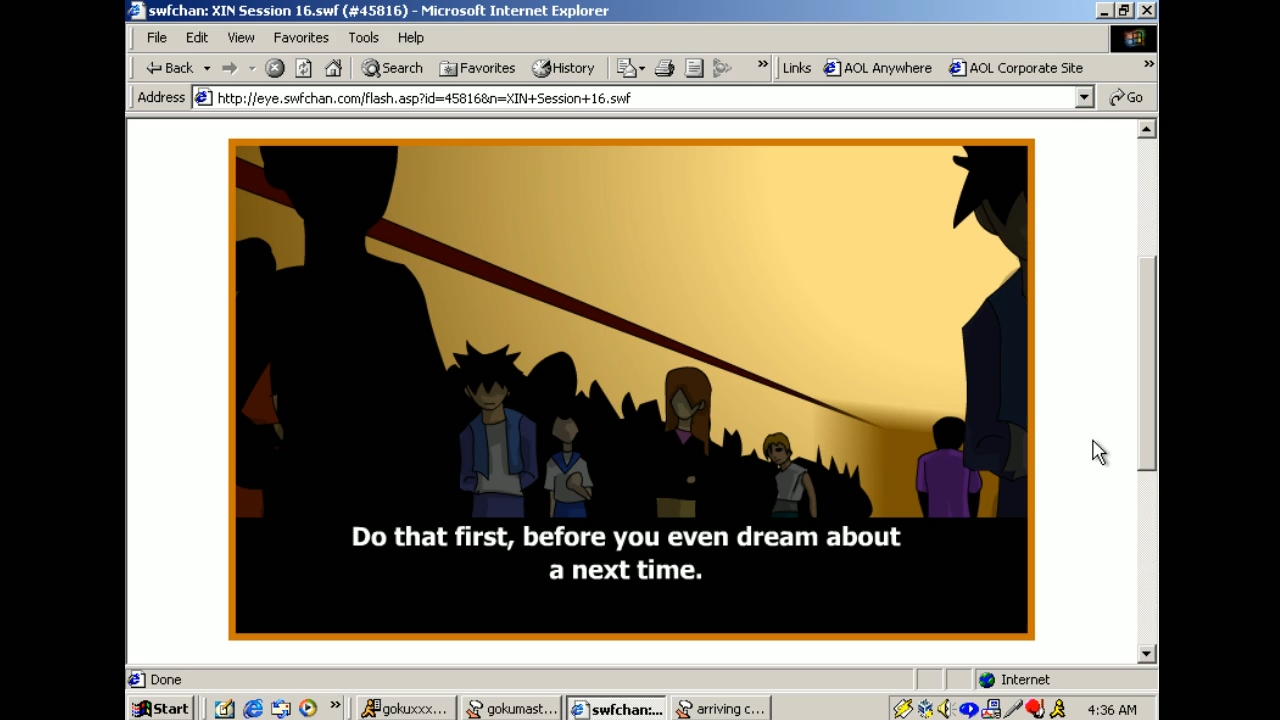 swfchan: XIN Session 16.swf (#45816) - Microsoft Internet Explorer
File Edit View Favorites Tools Help
Back Search Favorites History » Links AOL Anywhere AOL Corporate Site »
Address http://eye.swfchan.com/flash.asp?id=45816&n=XIN+Session+16.swf Go
Do that first, before you even dream about
a next time.
Done Internet
Start » gokuxxx... gokumast... swfchan:... arriving c... 4:36 AM